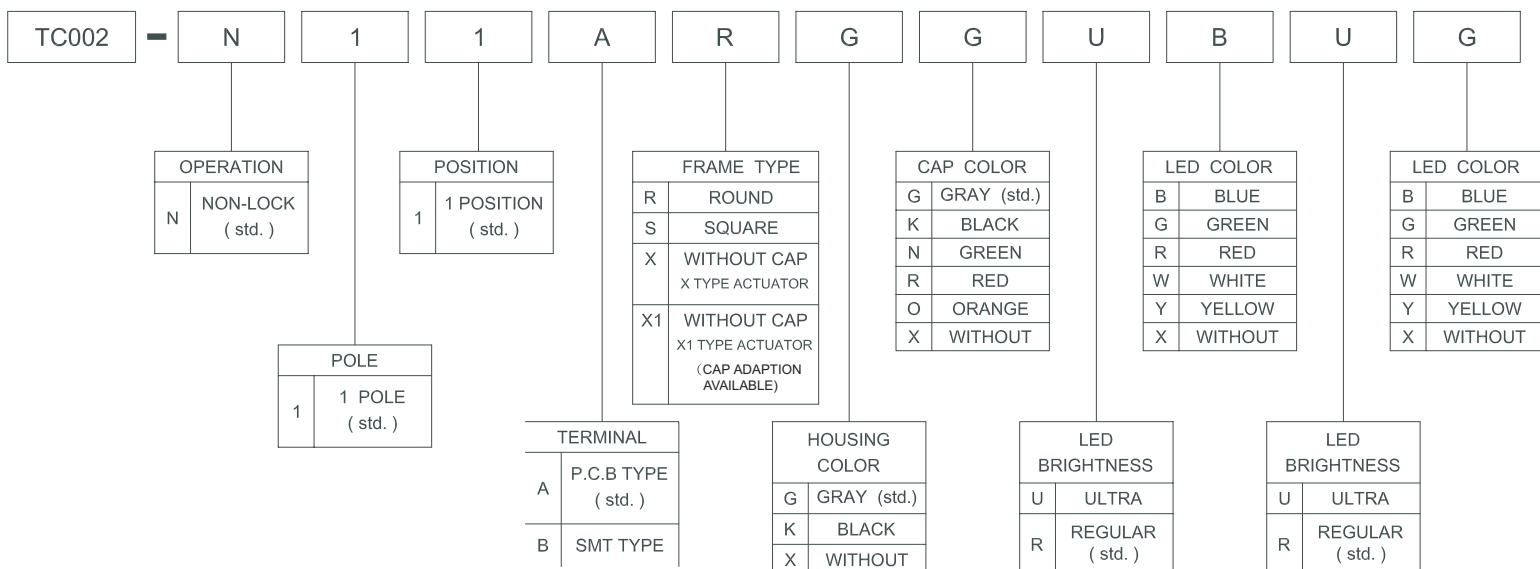 TC002 - N 1 1 A R G G U B U G
OPERATION
N NON-LOCK
( std. )
POSITION
1 1 POSITION
( std. )
FRAME TYPE
R ROUND
S SQUARE
X WITHOUT CAP
X TYPE ACTUATOR
X1 WITHOUT CAP
X1 TYPE ACTUATOR
(CAP ADAPTION
AVAILABLE)
CAP COLOR
G GRAY (std.)
K BLACK
N GREEN
R RED
O ORANGE
X WITHOUT
LED COLOR
B BLUE
G GREEN
R RED
W WHITE
Y YELLOW
X WITHOUT
LED COLOR
B BLUE
G GREEN
R RED
W WHITE
Y YELLOW
X WITHOUT
POLE
1 1 POLE
( std. )
TERMINAL
A P.C.B TYPE
( std. )
B SMT TYPE
HOUSING
COLOR
G GRAY (std.)
K BLACK
X WITHOUT
LED
BRIGHTNESS
U ULTRA
R REGULAR
( std. )
LED
BRIGHTNESS
U ULTRA
R REGULAR
( std. )